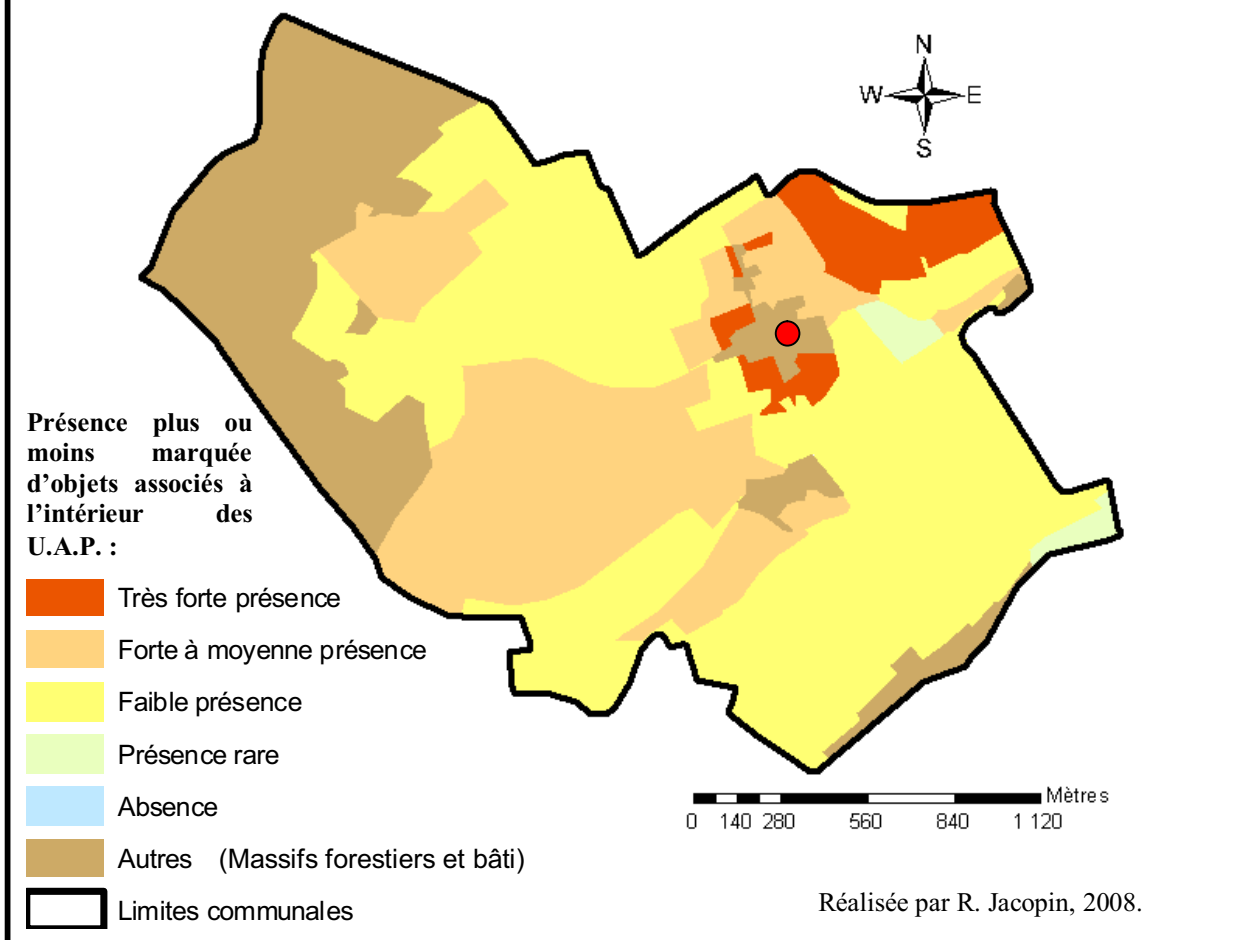 N
W E
S
Présence plus ou
moins marquée
d'objets associés à
l'intérieur des
U.A.P. :
Très forte présence
Forte à moyenne présence
Faible présence
Présence rare
Absence
Autres (Massifs forestiers et bâti)
Limites communales
Mètres
0 140 280 560 840 1 120
Réalisée par R. Jacopin, 2008.